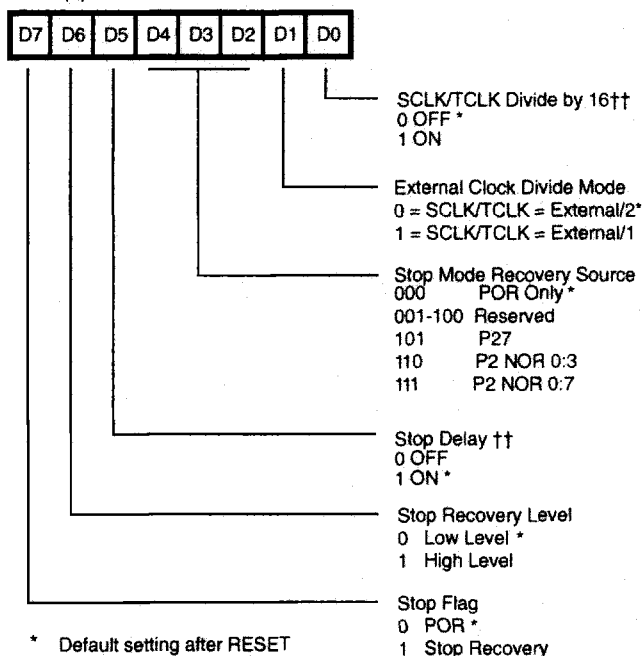 D7 D6 D5 D4 D3 D2 D1 D0
SCLK/TCLK Divide by 16††
0 OFF *
1 ON
External Clock Divide Mode
0 = SCLK/TCLK = External/2*
1 = SCLK/TCLK = External/1
Stop Mode Recovery Source
000 POR Only *
001-100 Reserved
101 P27
110 P2 NOR 0:3
111 P2 NOR 0:7
Stop Delay ††
0 OFF
1 ON *
Stop Recovery Level
0 Low Level *
1 High Level
Stop Flag
0 POR *
1 Stop Recovery
* Default setting after RESET